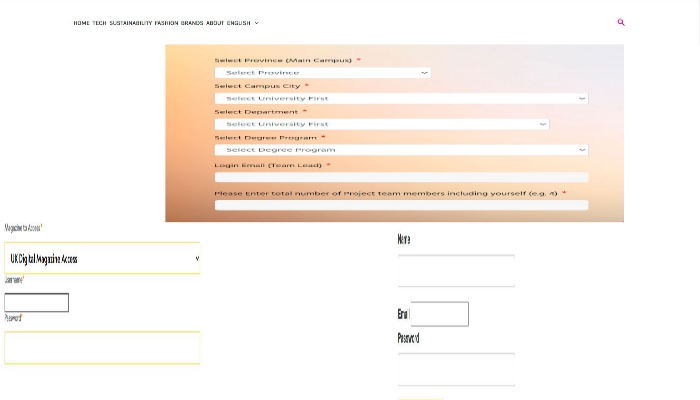 HOME TECH SUSTAINABILITY FASHION BRANDS ABOUT ENGLISH
Select Province (Main Campus) *
Select Province
Select Campus City *
Select University First
Select Department *
Select University First
Select Degree Program *
Select Degree Program
Login Email (Team Lead) *
Please Enter total number of Project team members including yourself (e.g. 4) *
Magazine to Access*
UK Digital Magazine Access
Username*
Password*
Name
Email
Password